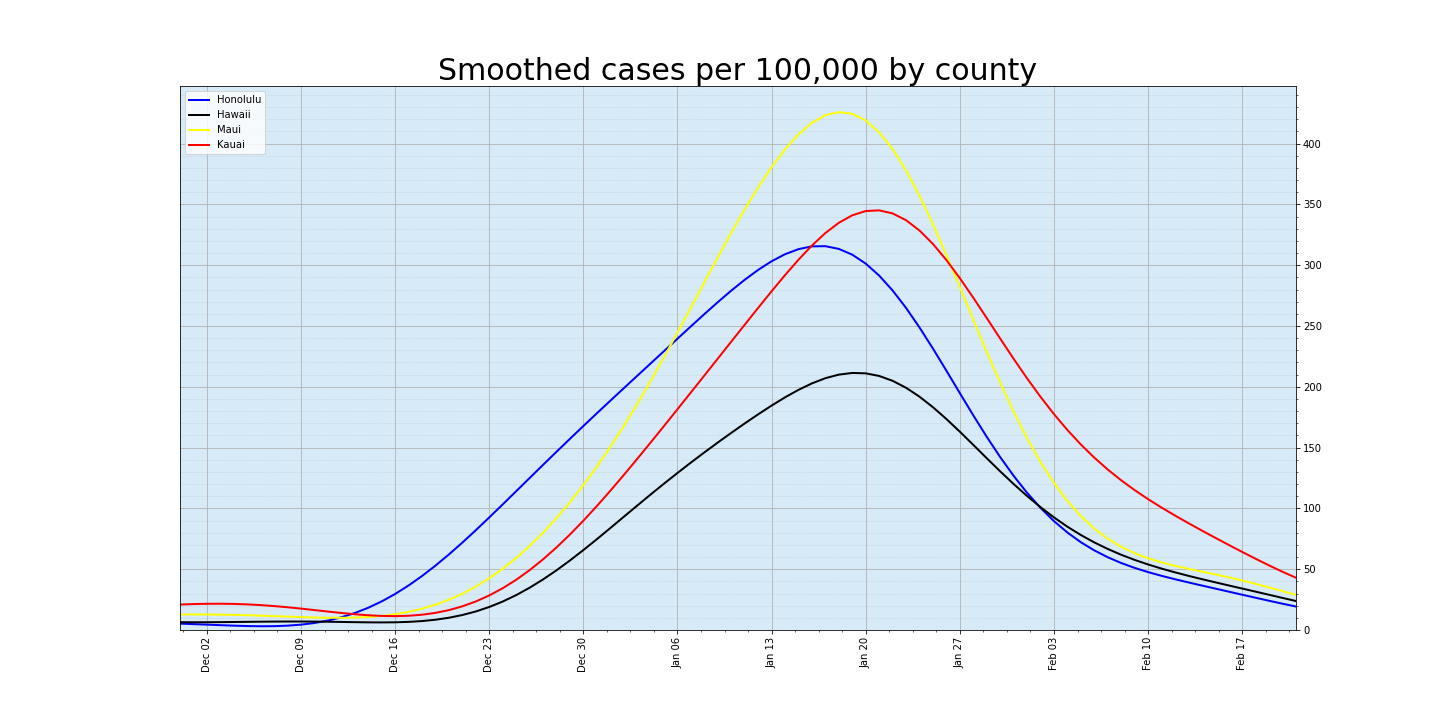 Smoothed cases per 100,000 by county
Honolulu
Hawaii
Maui
Kauai
400
350
300
250
200
150
100
50
0
Dec 02
Dec 09
Dec 16
Dec 23
Dec 30
Jan 06
Jan 13
Jan 20
Jan 27
Feb 03
Feb 10
Feb 17